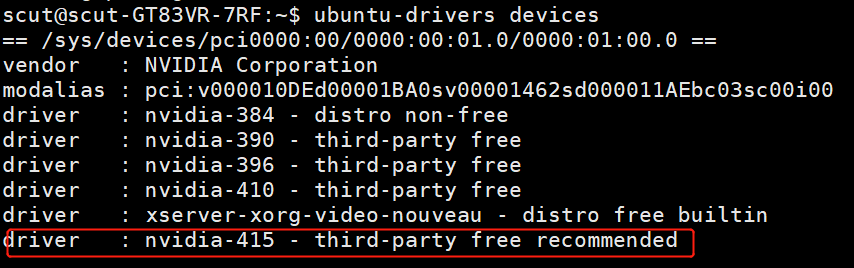 scut@scut-GT83VR-7RF:~$ ubuntu-drivers devices
== /sys/devices/pci0000:00/0000:00:01.0/0000:01:00.0 ==
vendor   : NVIDIA Corporation
modalias : pci:v000010DEd00001BA0sv00001462sd000011AEbc03sc00i00
driver   : nvidia-384 - distro non-free
driver   : nvidia-390 - third-party free
driver   : nvidia-396 - third-party free
driver   : nvidia-410 - third-party free
driver   : xserver-xorg-video-nouveau - distro free builtin
driver   : nvidia-415 - third-party free recommended